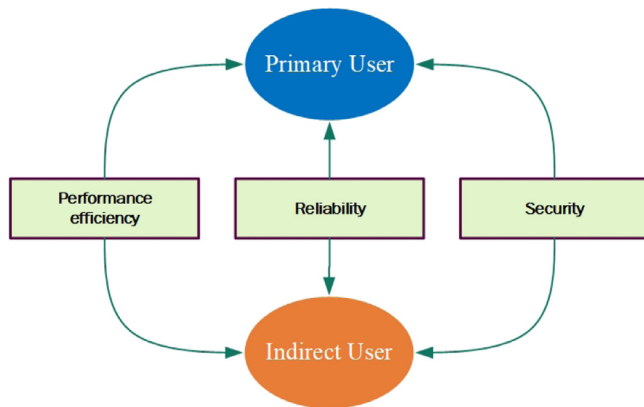 Primary User
Performance
efficiency
Reliability
Security
Indirect User